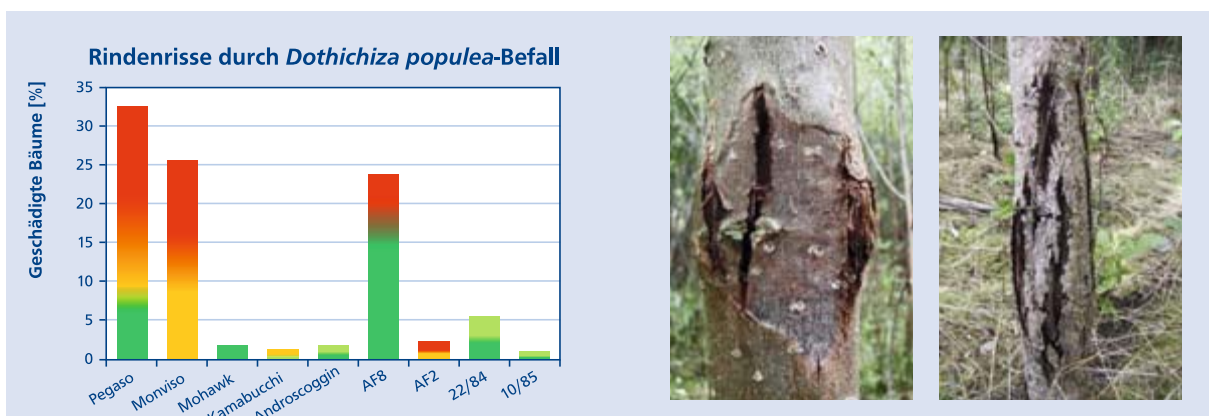 Rindenrisse durch Dothichiza populea-Befall
Geschädigte Bäume [%]
35
30
25
20
15
10
5
0
Pegaso
Monviso
Mohawk
Kamabucchi
Androscoggin
AF8
AF2
22/84
10/85